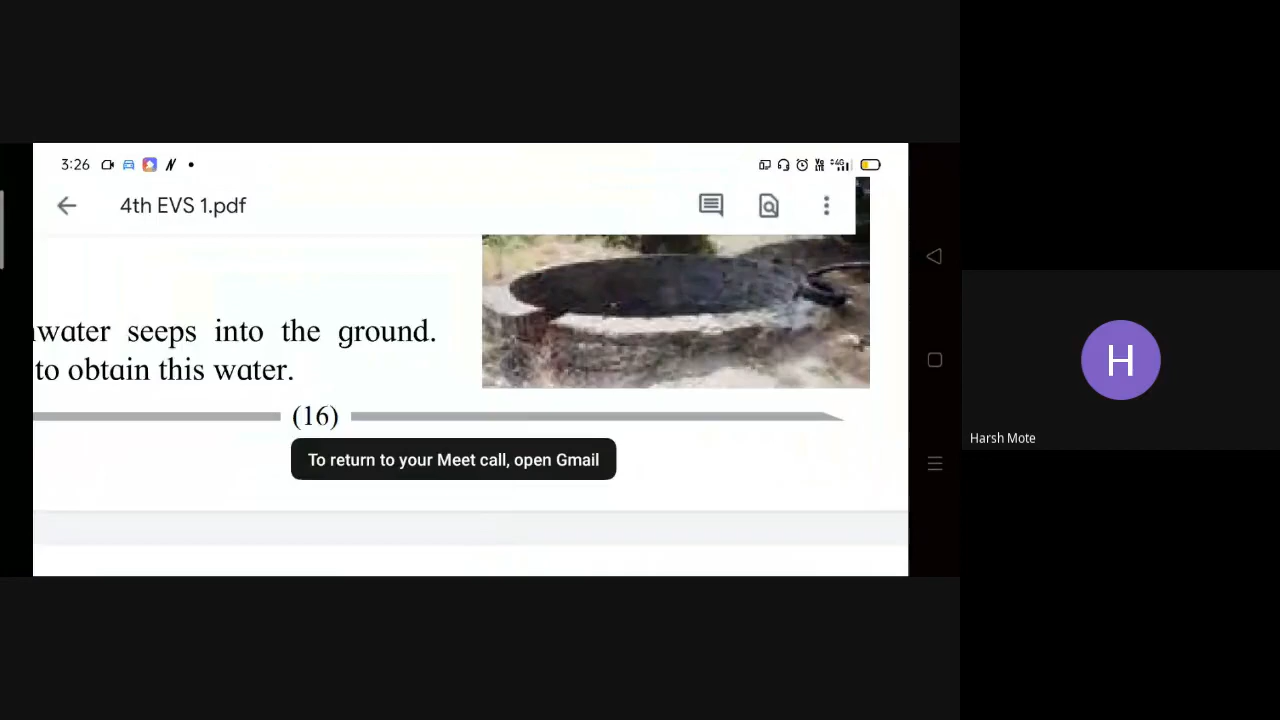 3:26
4th EVS 1.pdf
water seeps into the ground.
to obtain this water.
(16)
To return to your Meet call, open Gmail
H
Harsh Mote